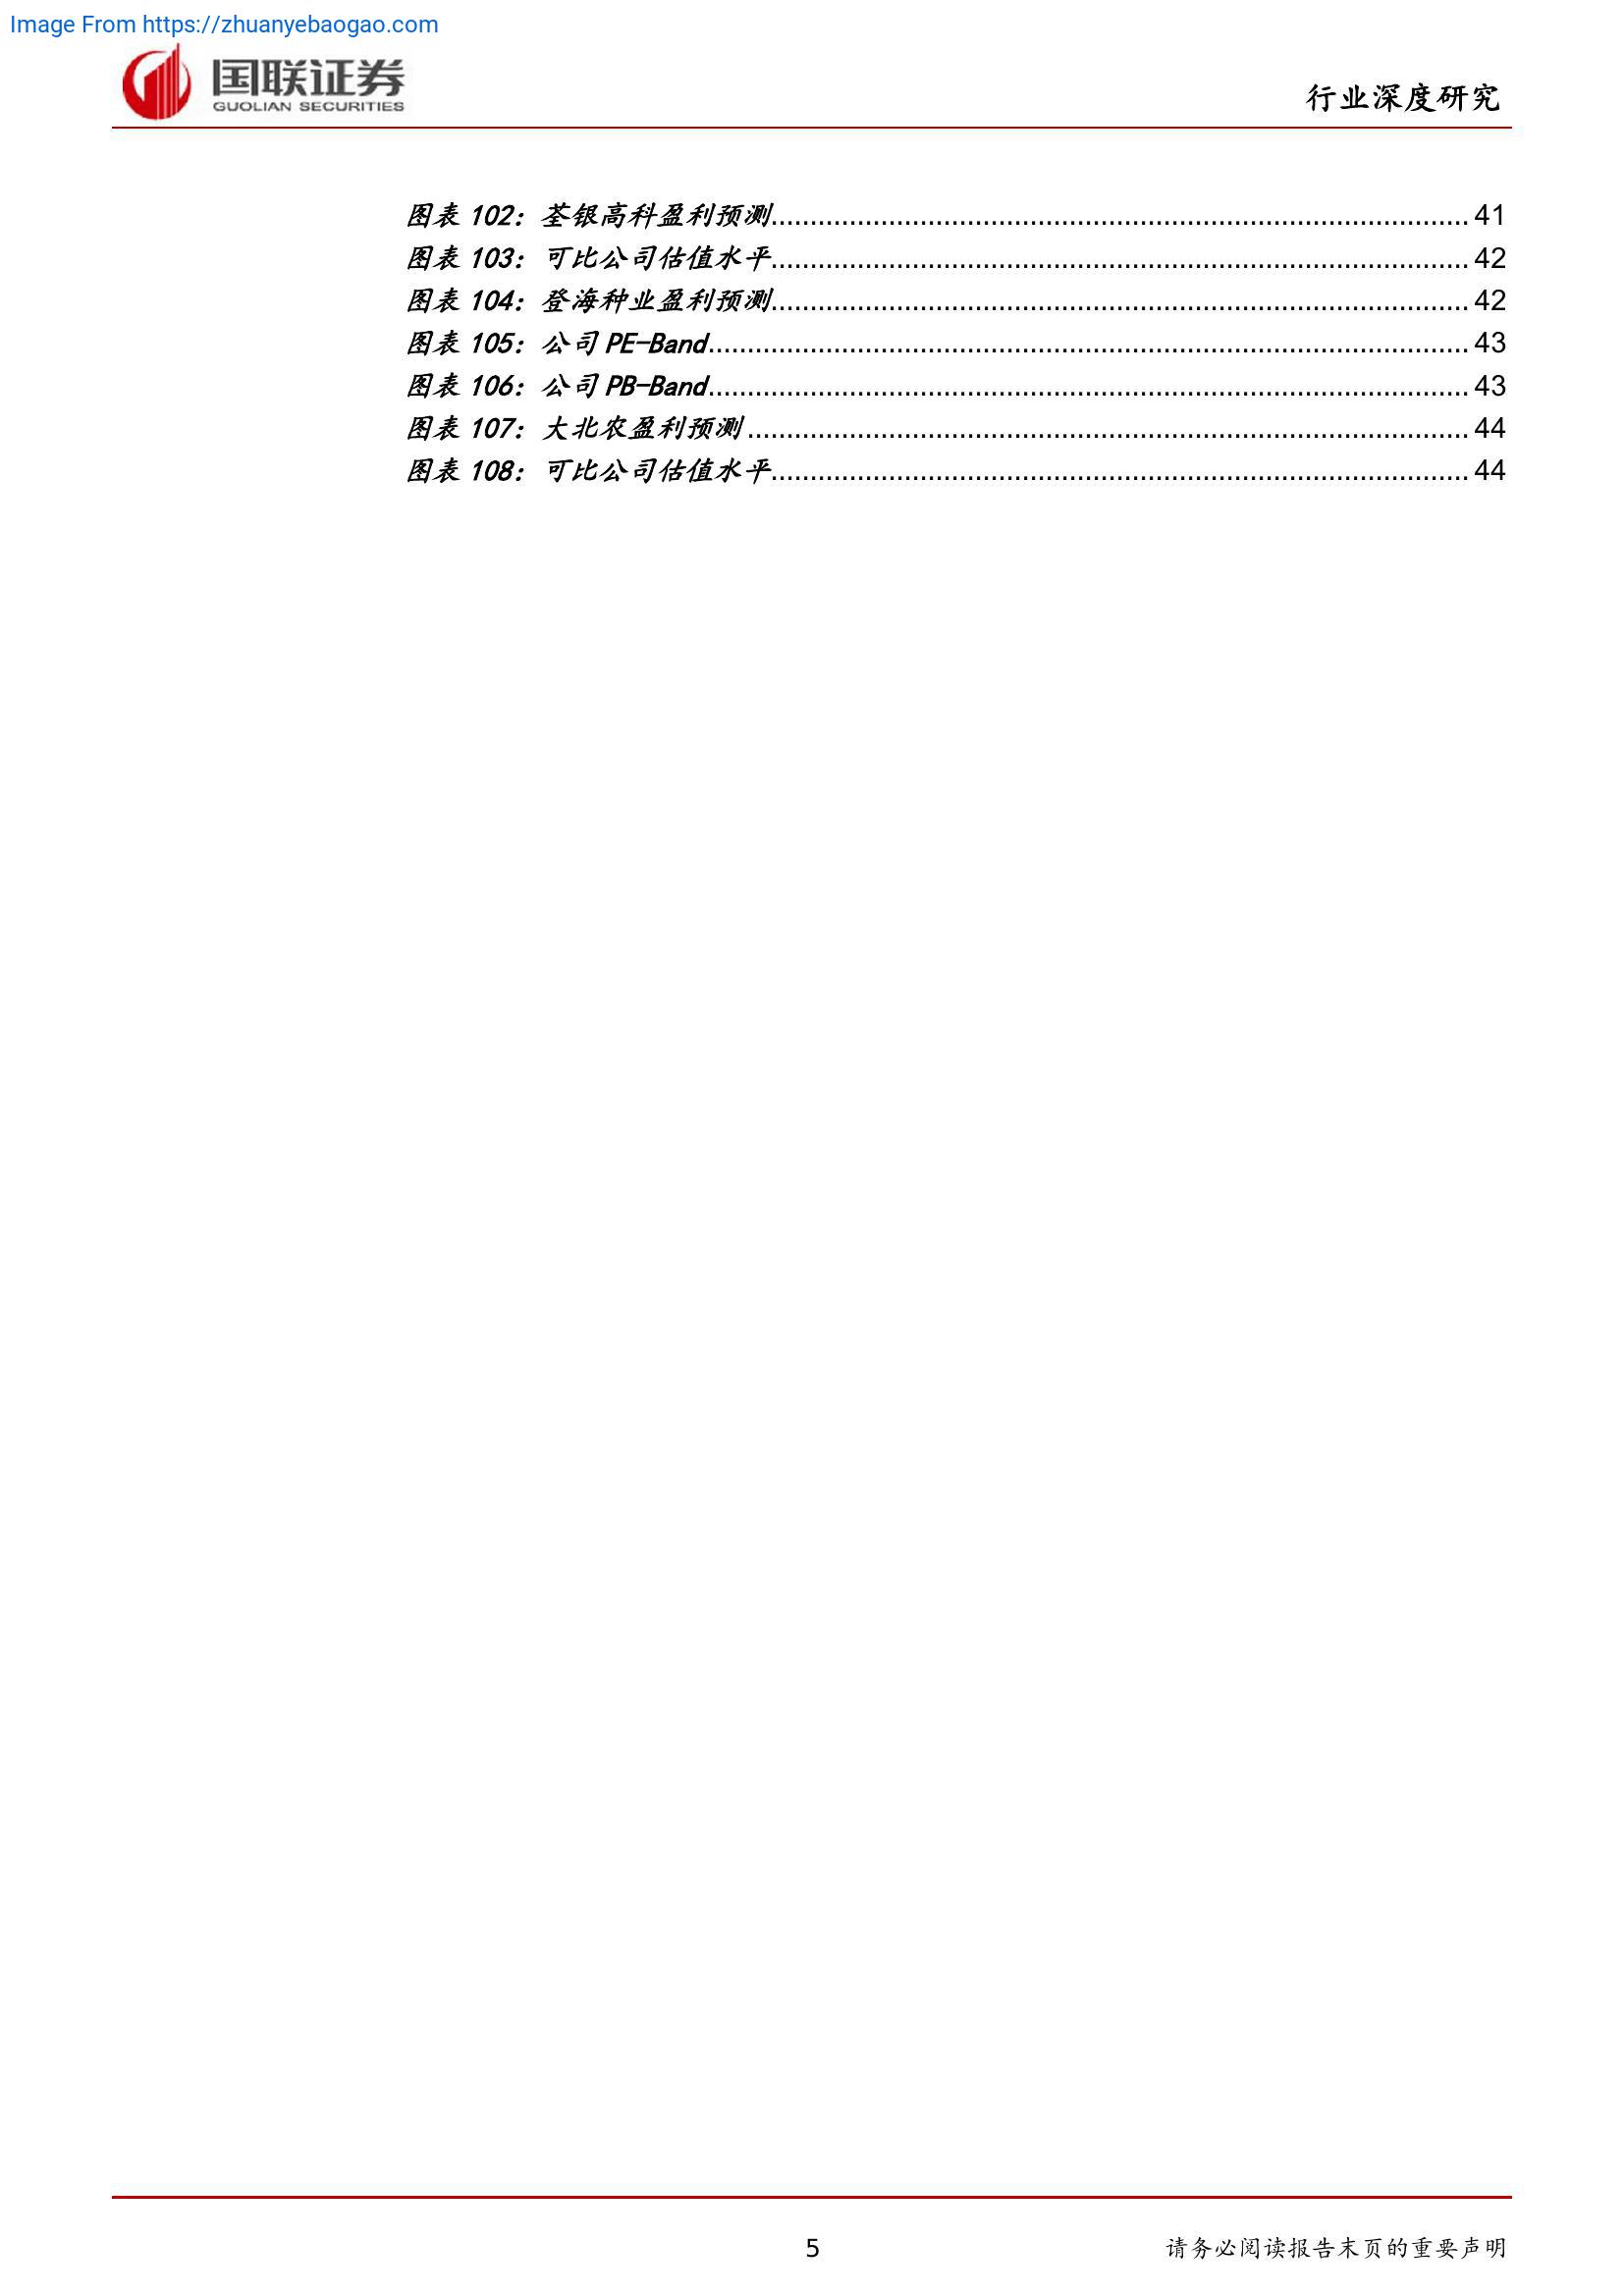 Image From https://zhuanyebaogao.com
国联证券
GUOLIAN SECURITIES
行业深度研究
图表 102：荃银高科盈利预测........................................................................................ 41
图表 103：可比公司估值水平........................................................................................ 42
图表 104：登海种业盈利预测........................................................................................ 42
图表 105：公司 PE-Band................................................................................................ 43
图表 106：公司 PB-Band................................................................................................ 43
图表 107：大北农盈利预测 ........................................................................................... 44
图表 108：可比公司估值水平........................................................................................ 44
5
请务必阅读报告末页的重要声明